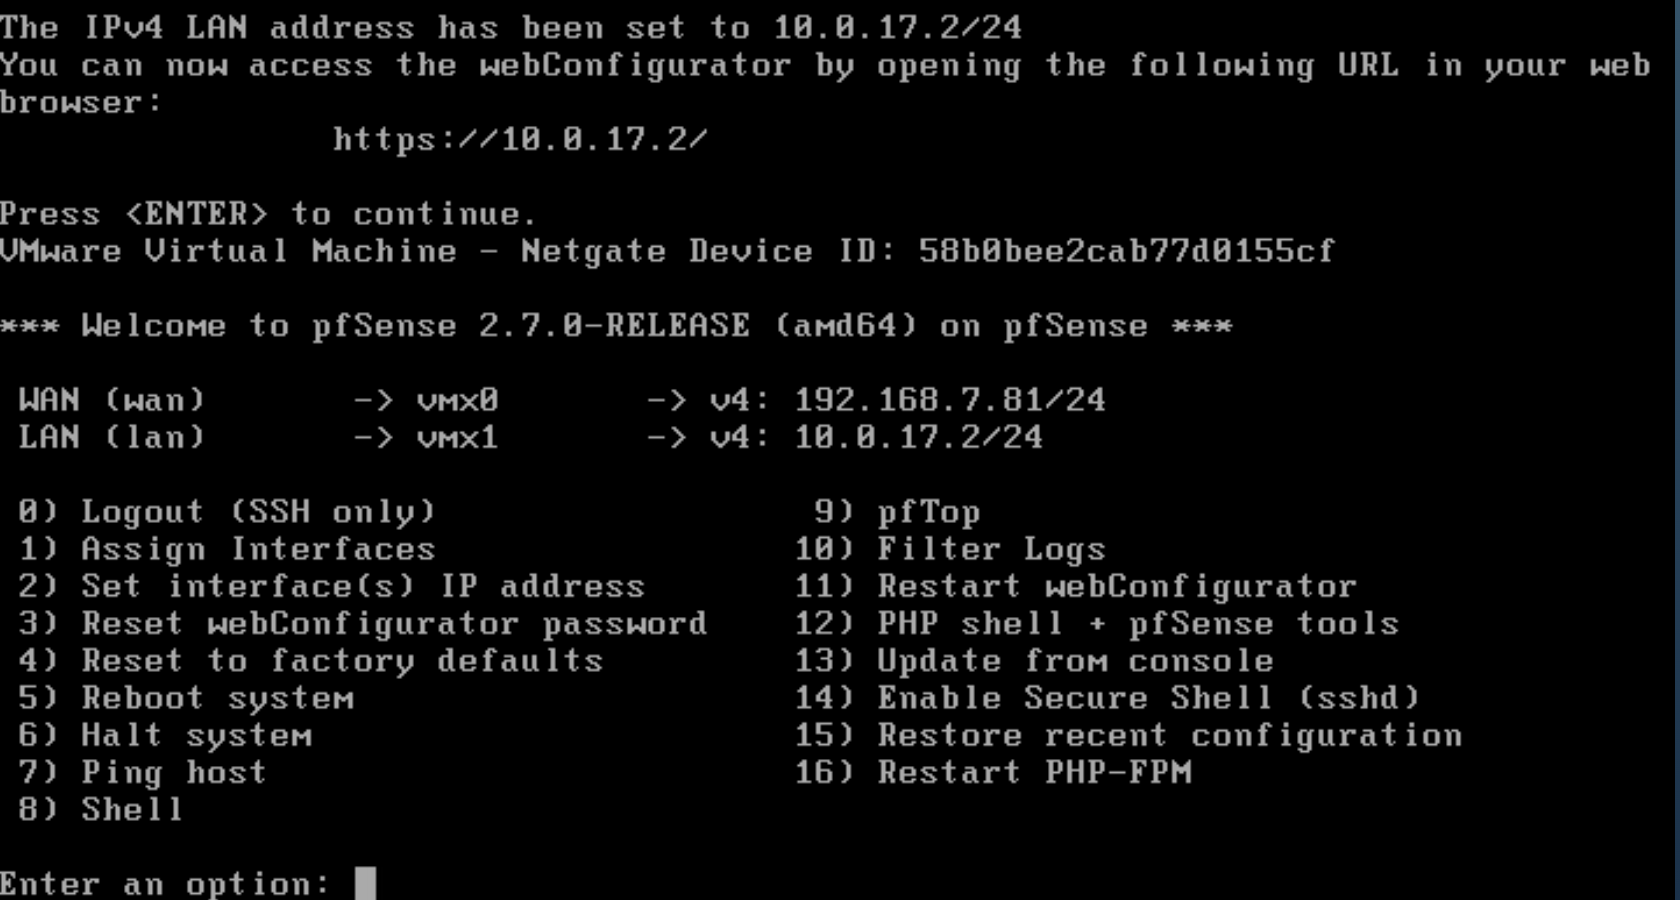 The IPv4 LAN address has been set to 10.0.17.2/24
You can now access the webConfigurator by opening the following URL in your web
browser:
https://10.0.17.2/
Press <ENTER> to continue.
VMware Virtual Machine - Netgate Device ID: 58b0bee2cab77d0155cf
*** Welcome to pfSense 2.7.0-RELEASE (amd64) on pfSense ***
WAN (wan)       -> vmx0       -> v4: 192.168.7.81/24
LAN (lan)       -> vmx1       -> v4: 10.0.17.2/24
0) Logout (SSH only)                  9) pfTop
1) Assign Interfaces                 10) Filter Logs
2) Set interface(s) IP address       11) Restart webConfigurator
3) Reset webConfigurator password    12) PHP shell + pfSense tools
4) Reset to factory defaults         13) Update from console
5) Reboot system                     14) Enable Secure Shell (sshd)
6) Halt system                       15) Restore recent configuration
7) Ping host                         16) Restart PHP-FPM
8) Shell
Enter an option: